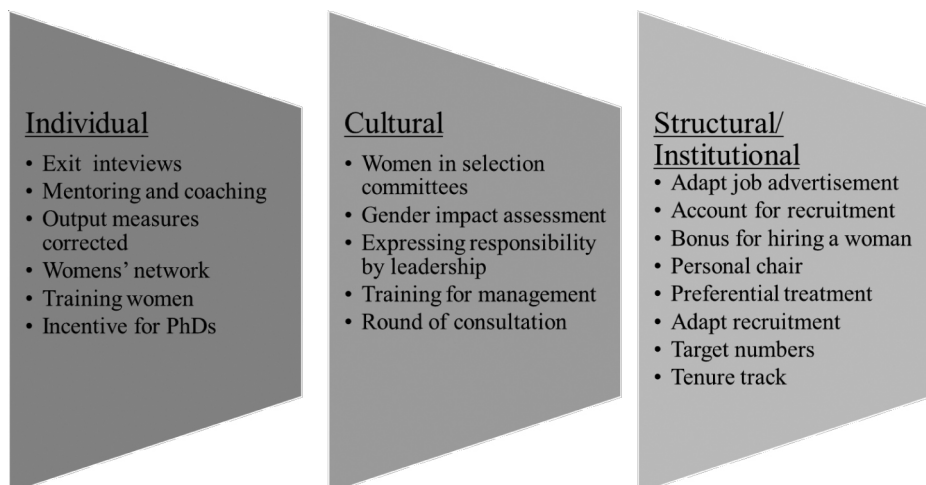 Individual
• Exit inteviews
• Mentoring and coaching
• Output measures
corrected
• Womens’ network
• Training women
• Incentive for PhDs
Cultural
• Women in selection
committees
• Gender impact assessment
• Expressing responsibility
by leadership
• Training for management
• Round of consultation
Structural/
Institutional
• Adapt job advertisement
• Account for recruitment
• Bonus for hiring a woman
• Personal chair
• Preferential treatment
• Adapt recruitment
• Target numbers
• Tenure track